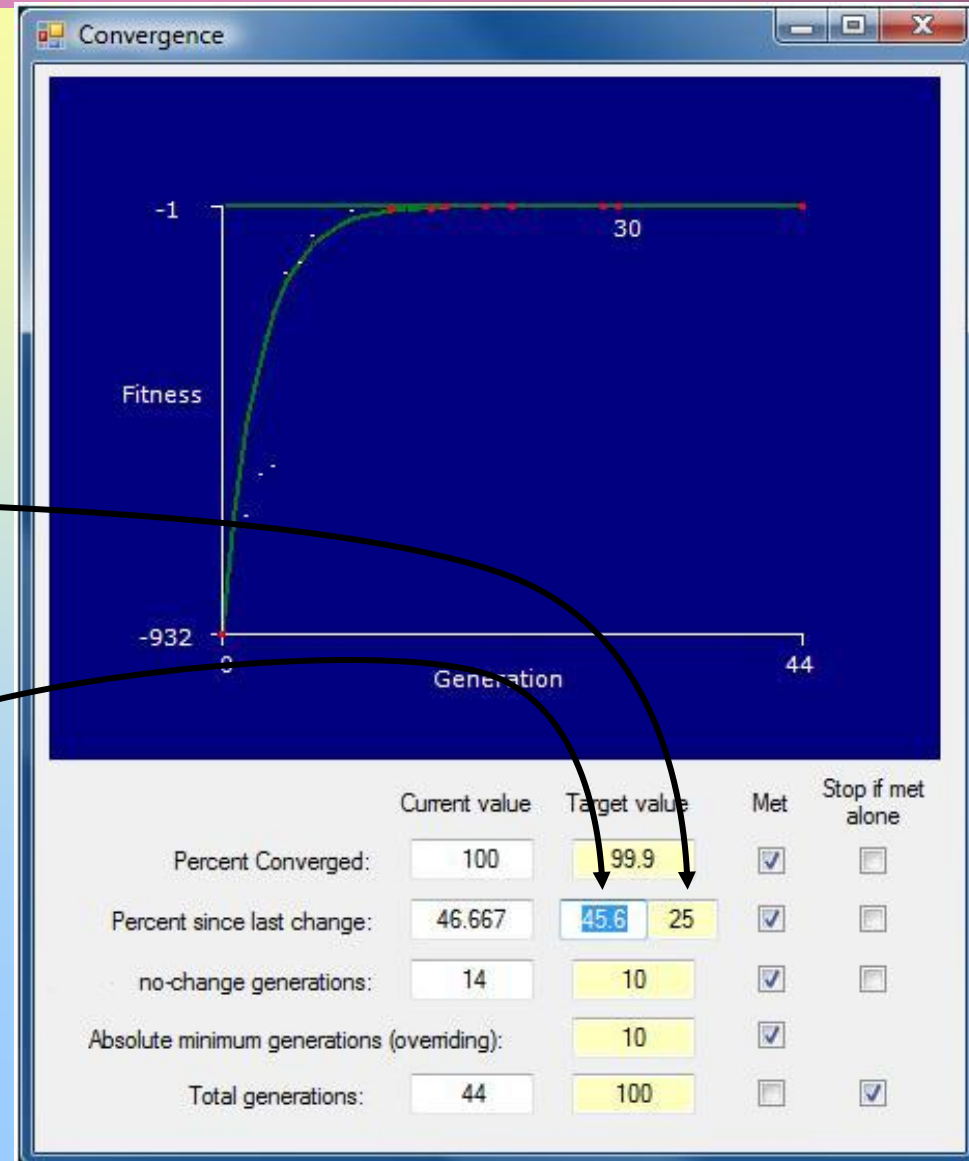 Convergence
-1
30
Fitness
-932
0
Generation
44
Current value Target value Met Stop if met alone
Percent Converged: 100 99.9
Percent since last change: 46.667 45.6 25
no-change generations: 14 10
Absolute minimum generations (overriding): 10
Total generations: 44 100